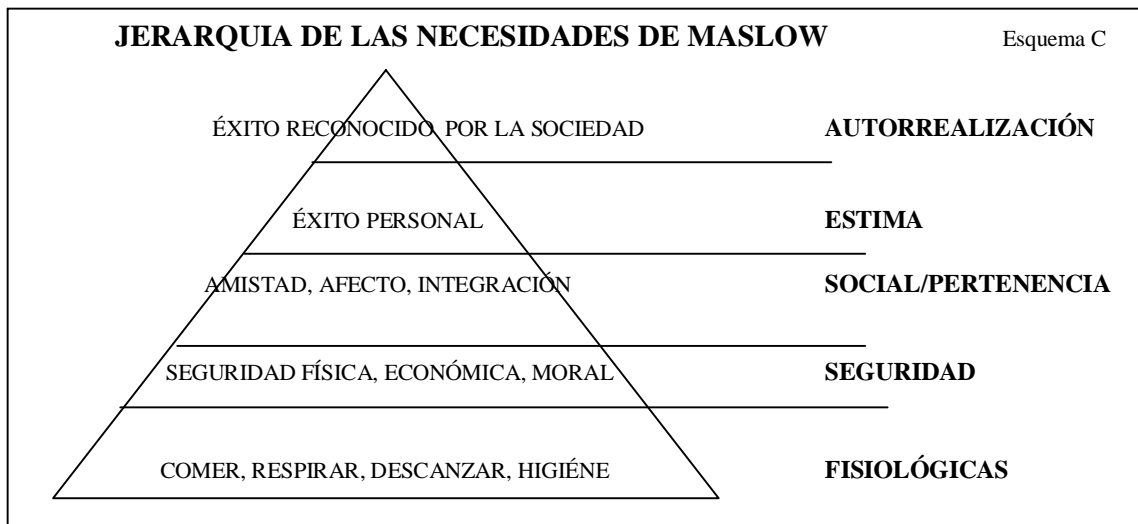 JERARQUIA DE LAS NECESIDADES DE MASLOW Esquema C
ÉXITO RECONOCIDO POR LA SOCIEDAD AUTORREALIZACIÓN
ÉXITO PERSONAL ESTIMA
AMISTAD, AFECTO, INTEGRACIÓN SOCIAL/PERTENENCIA
SEGURIDAD FÍSICA, ECONÓMICA, MORAL SEGURIDAD
COMER, RESPIRAR, DESCANZAR, HIGIÉNE FISIOLÓGICAS